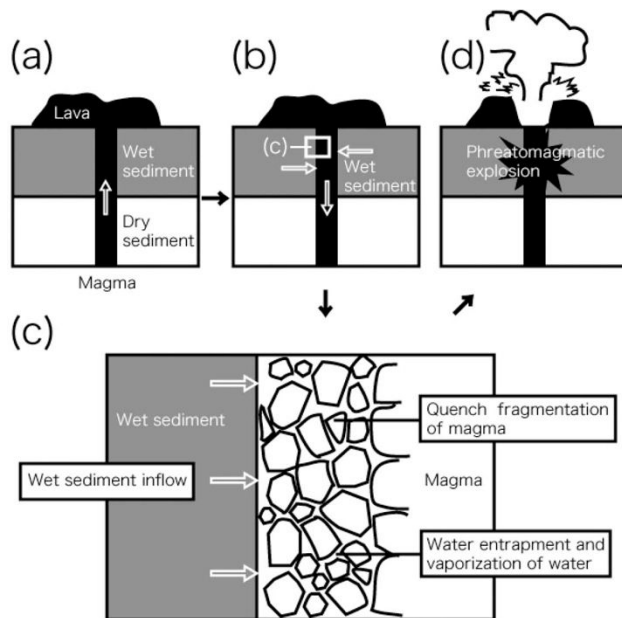 (a)
Lava
Wet
sediment
Dry
sediment
Magma
(b)
(c)
Wet
sediment
(d)
Phreatomagmatic
explosion
(c)
Wet sediment
Wet sediment inflow
Quench fragmentation
of magma
Magma
Water entrapment and
vaporization of water